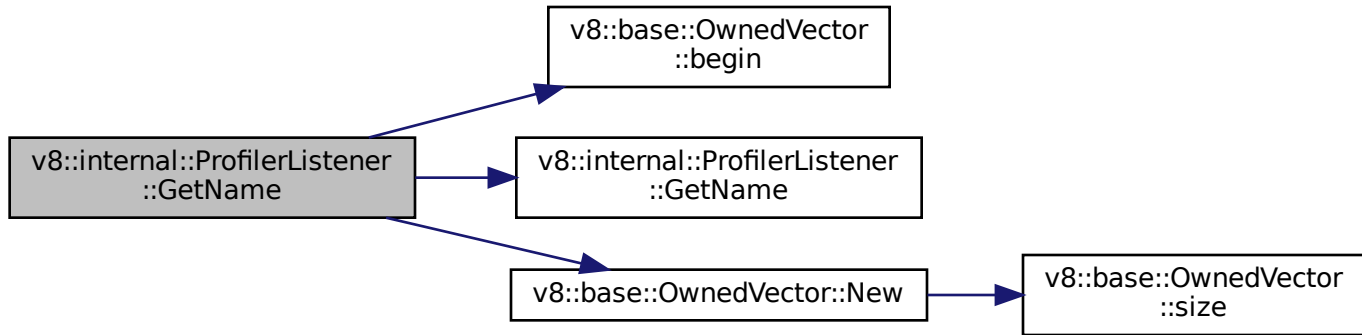 v8::base::OwnedVector
::begin
v8::internal::ProfilerListener
::GetName
v8::internal::ProfilerListener
::GetName
v8::base::OwnedVector::New
v8::base::OwnedVector
::size